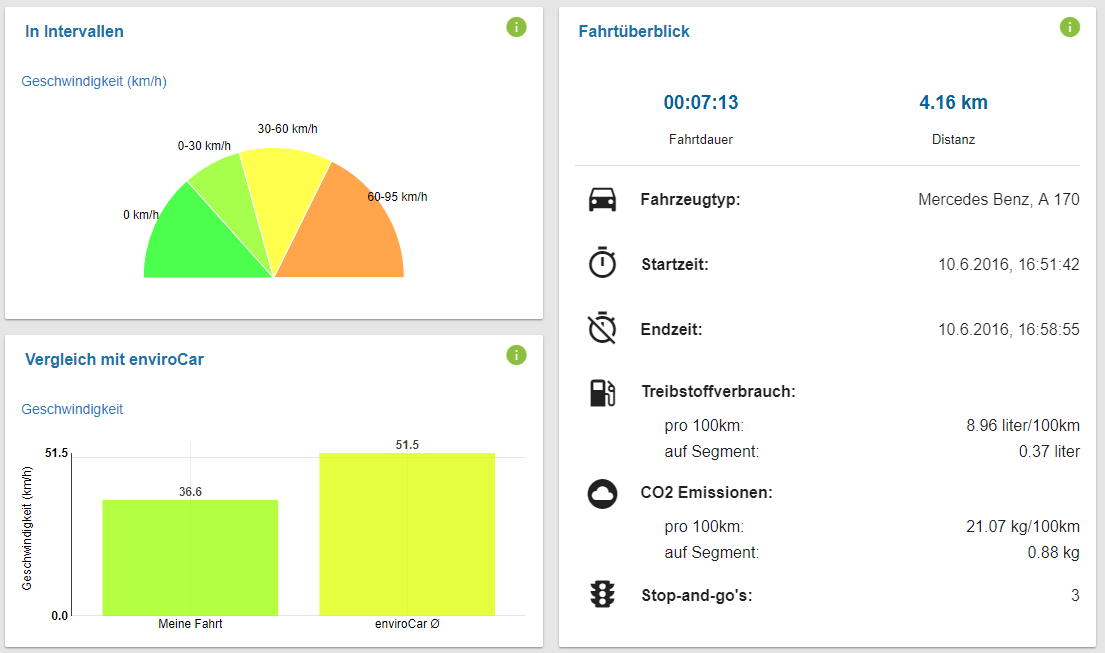 In Intervallen
Geschwindigkeit (km/h)
30-60 km/h
0-30 km/h
60-95 km/h
0 km/h
Vergleich mit enviroCar
Geschwindigkeit
51.5
51.5
36.6
Geschwindigkeit (km/h)
0.0
Meine Fahrt enviroCar Ø
Fahrtüberblick
00:07:13 4.16 km
Fahrtdauer Distanz
Fahrzeugtyp: Mercedes Benz, A 170
Startzeit: 10.6.2016, 16:51:42
Endzeit: 10.6.2016, 16:58:55
Treibstoffverbrauch:
pro 100km: 8.96 liter/100km
auf Segment: 0.37 liter
CO2 Emissionen:
pro 100km: 21.07 kg/100km
auf Segment: 0.88 kg
Stop-and-go's: 3